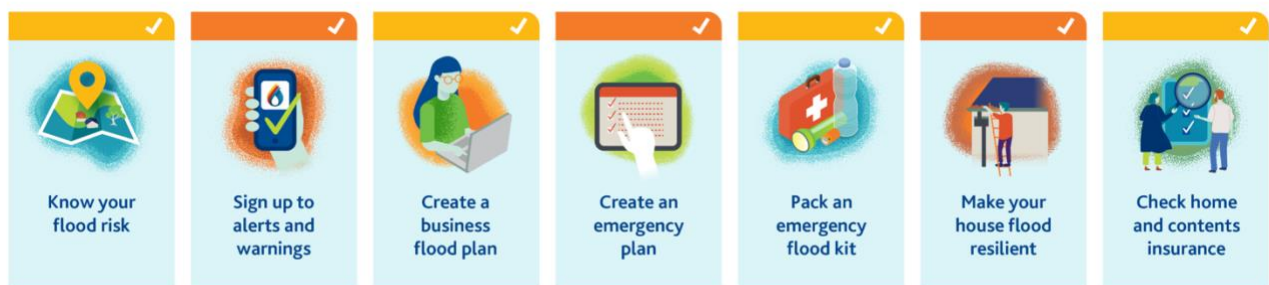 Know your
flood risk
Sign up to
alerts and
warnings
Create a
business
flood plan
Create an
emergency
plan
Pack an
emergency
flood kit
Make your
house flood
resilient
Check home
and contents
insurance